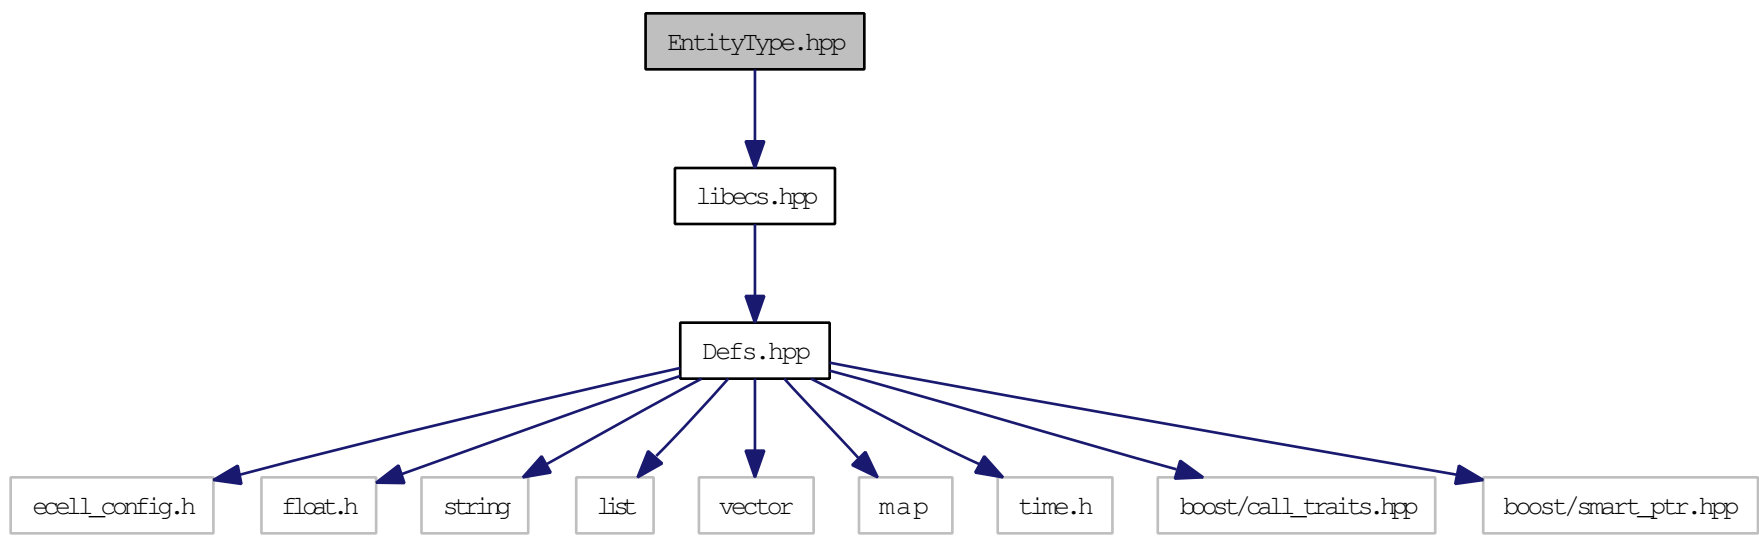 EntityType.hpp
libecs.hpp
Defs.hpp
ecell_config.h
float.h
string
list
vector
map
time.h
boost/call_traits.hpp
boost/smart_ptr.hpp